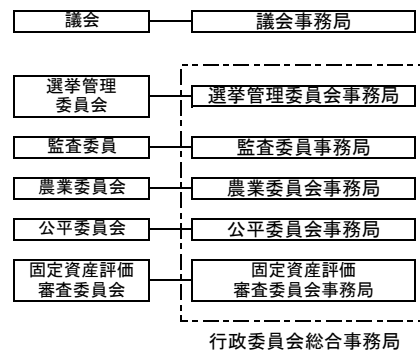 議会 議会事務局
選挙管理
委員会
選挙管理委員会事務局
監査委員 監査委員事務局
農業委員会 農業委員会事務局
公平委員会 公平委員会事務局
固定資産評価
審査委員会
固定資産評価
審査委員会事務局
行政委員会総合事務局